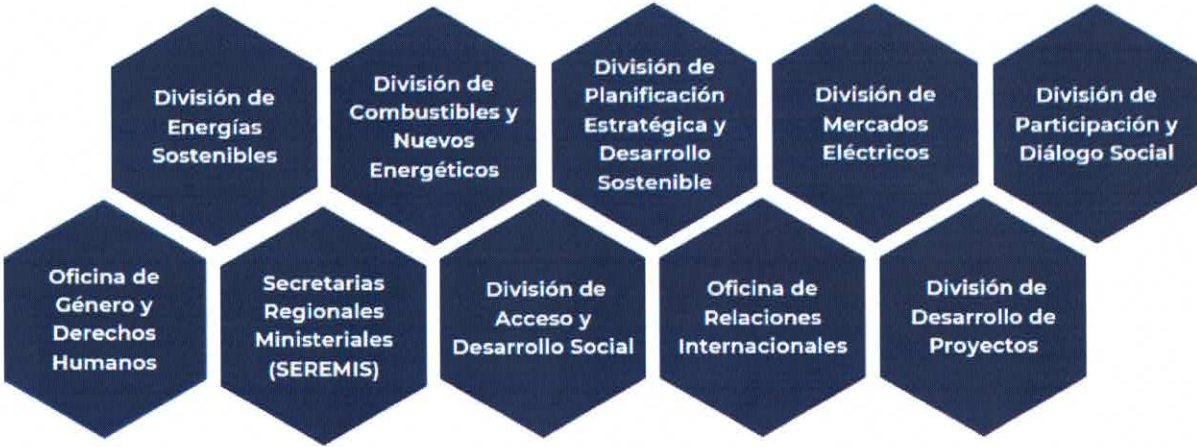 División de
Energías
Sostenibles
División de
Combustibles y
Nuevos
Energéticos
División de
Planificación
Estratégica y
Desarrollo
Sostenible
División de
Mercados
Eléctricos
División de
Participación y
Diálogo Social
Oficina de
Género y
Derechos
Humanos
Secretarias
Regionales
Ministeriales
(SEREMIS)
División de
Acceso y
Desarrollo Social
Oficina de
Relaciones
Internacionales
División de
Desarrollo de
Proyectos